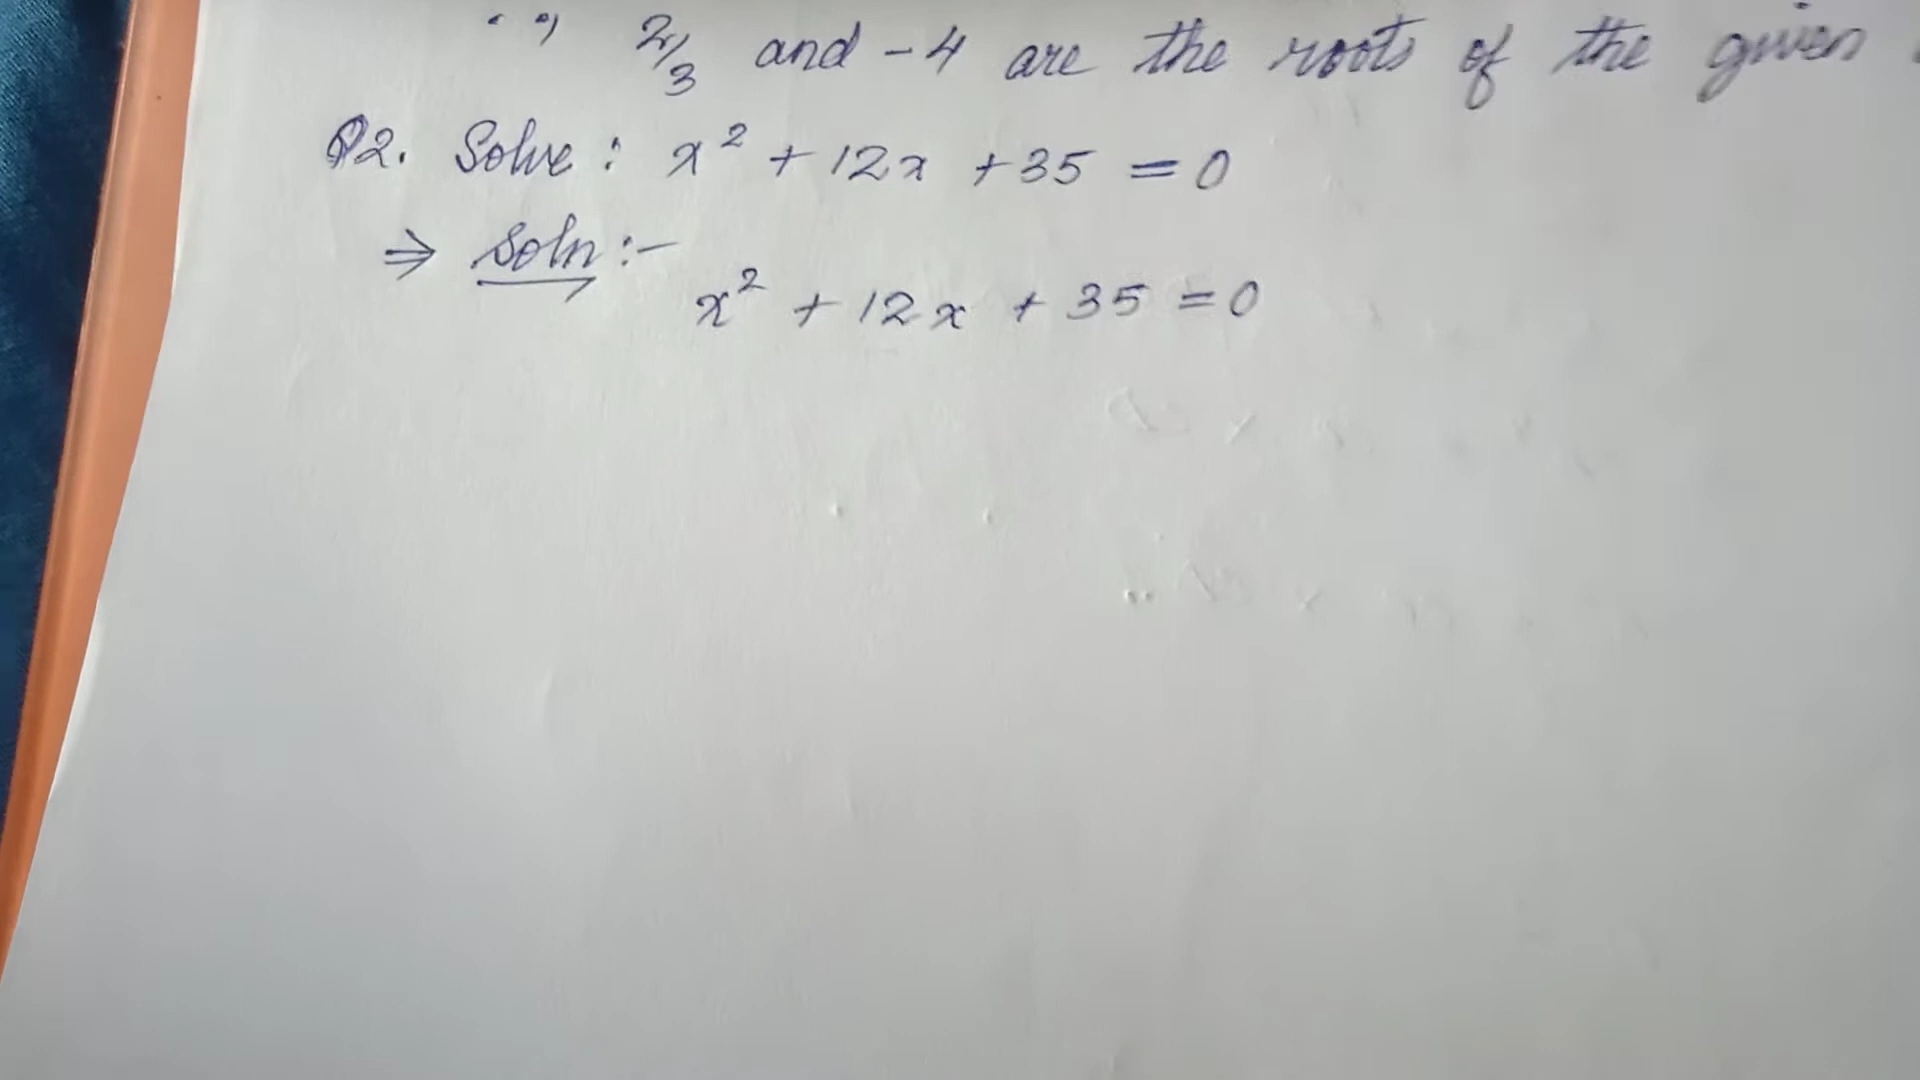 2/3 and -4 are the roots of the given
Q2. Solve : x² + 12x + 35 = 0
⇒ Soln :-
x² + 12x + 35 = 0